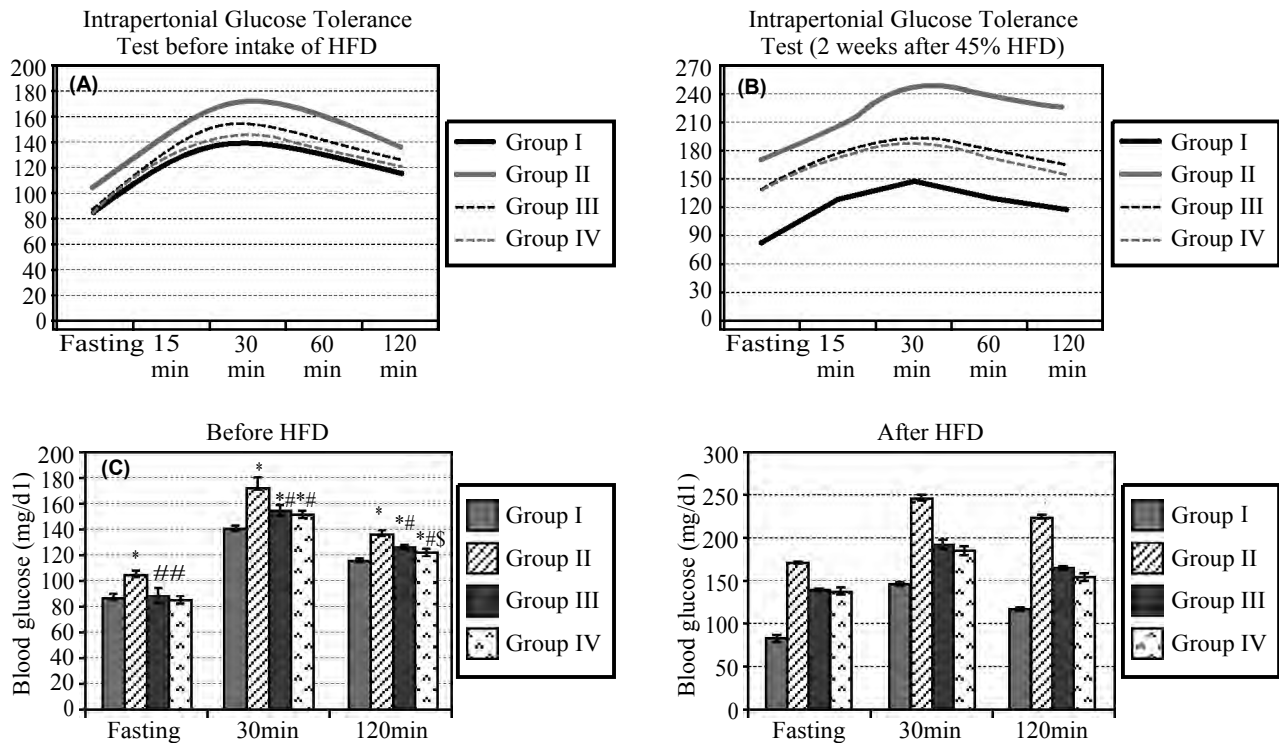 Intrapertonial Glucose Tolerance
Test before intake of HFD
200
180
160
140
120
100
80
60
40
20
0
(A)
Fasting 15 min 30 min 60 min 120 min
Group I
Group II
Group III
Group IV
Intrapertonial Glucose Tolerance
Test (2 weeks after 45% HFD)
270
240
210
180
150
120
90
60
30
0
(B)
Fasting 15 min 30 min 60 min 120 min
Group I
Group II
Group III
Group IV
Before HFD
Blood glucose (mg/d1)
200
180
160
140
120
100
80
60
40
20
0
(C)
* ##
* *#*#
* *# *#$
Fasting 30min 120min
Group I
Group II
Group III
Group IV
After HFD
Blood glucose (mg/d1)
300
250
200
150
100
50
0
Fasting 30min 120min
Group I
Group II
Group III
Group IV